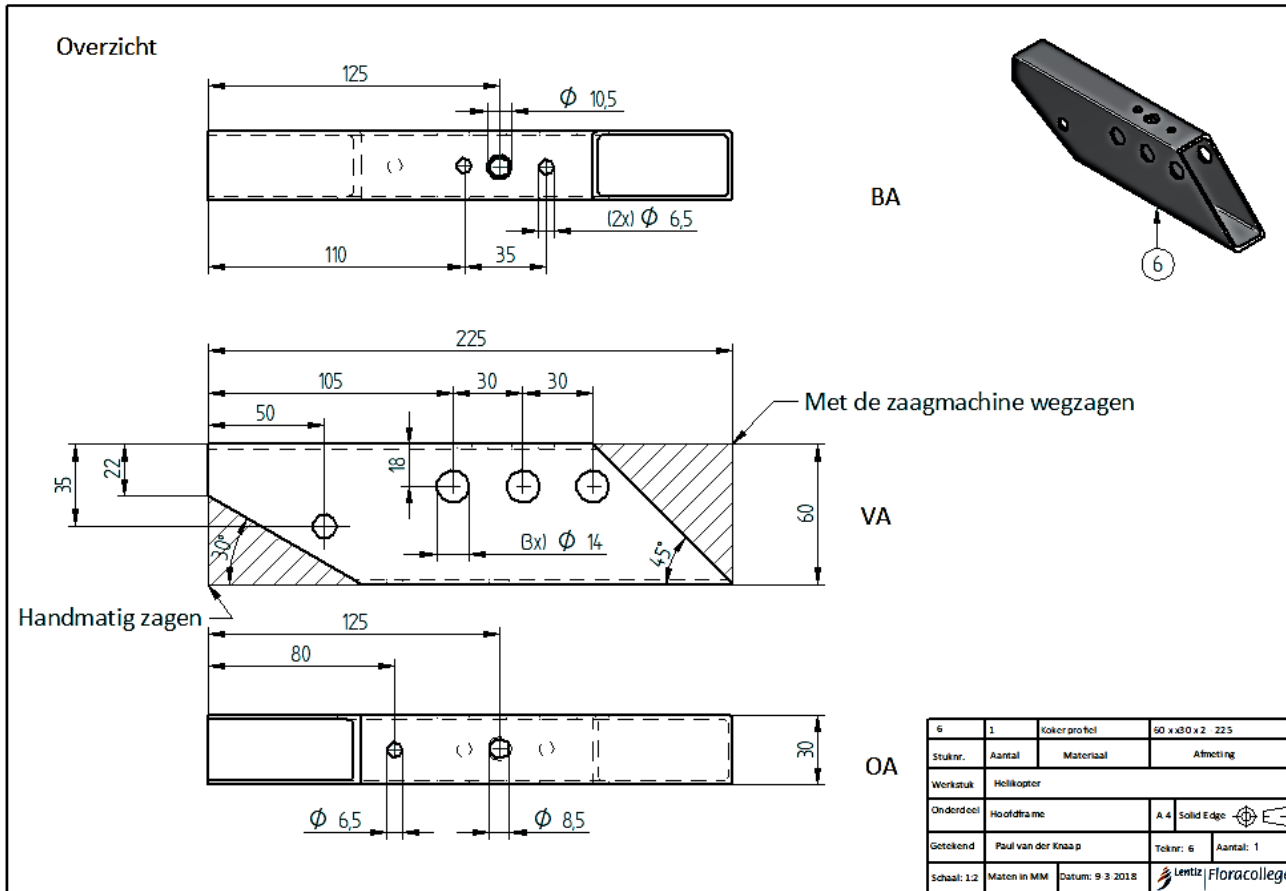 Overzicht
125
Ø 10,5
BA
(2x) Ø 6,5
110
35
6
225
105
30
30
50
Met de zaagmachine wegzagen
35
22
18
60
VA
30°
(3x) Ø 14
45°
Handmatig zagen
125
80
30
OA
Ø 6,5
Ø 8,5
6 1 Koker profiel 60 x x30 x 2 225
Stuknr. Aantal Materiaal Afmeting
Werkstuk Helikopter
Onderdeel Hoofdframe A 4 Solid Edge
Getekend Paul van der Knaap Teknr: 6 Aantal: 1
Schaal: 1:2 Maten in MM Datum: 9-3-2018 Lentiz Floracollege